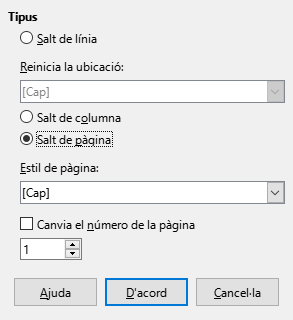 Tipus
Salt de línia
Reinicia la ubicació:
[Cap]
Salt de columna
Salt de pàgina
Estil de pàgina:
[Cap]
Canvia el número de la pàgina
1
Ajuda
D'acord
Cancel·la